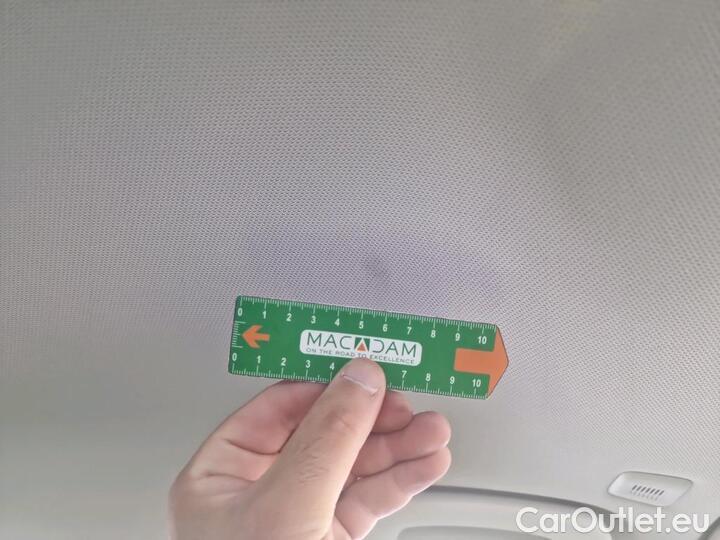 0 1 2 3 4 5 6 7 8 9 10
MACADAM
ON THE ROAD TO EXCELLENCE
0 1 2 3 4 7 8 9 10
CarOutlet.eu